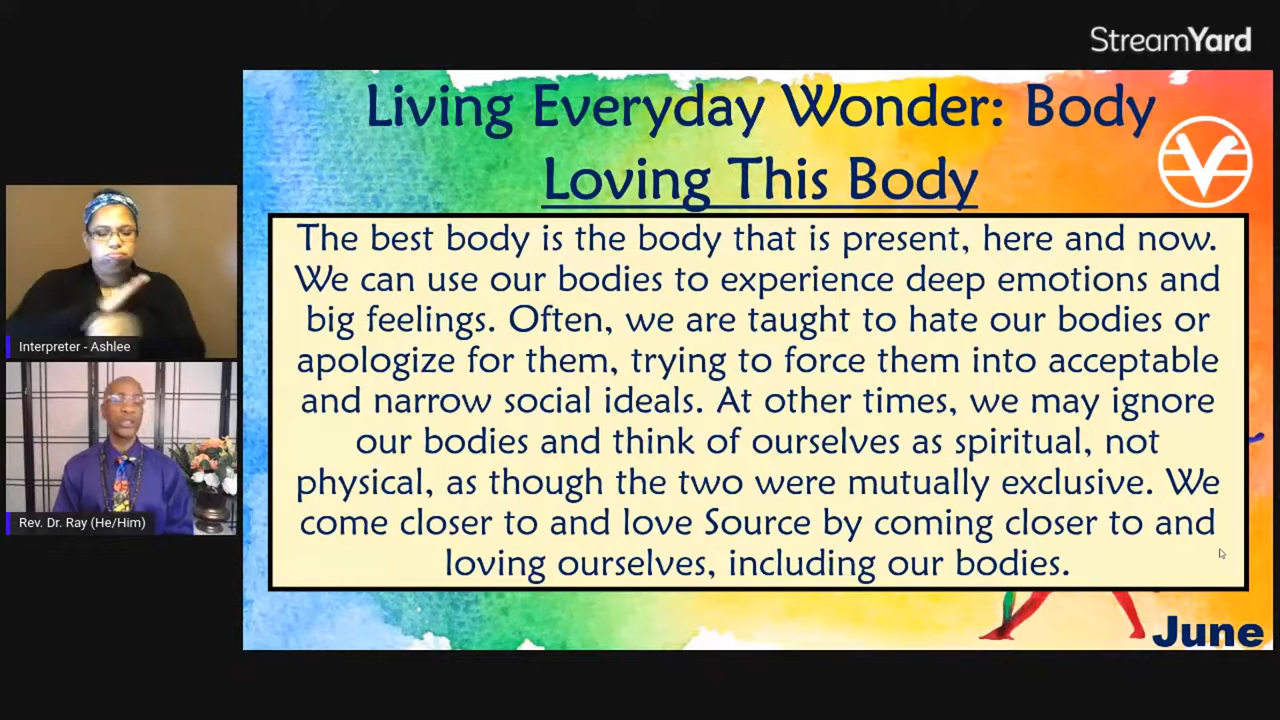 StreamYard
Living Everyday Wonder: Body
Loving This Body
The best body is the body that is present, here and now.
We can use our bodies to experience deep emotions and
big feelings. Often, we are taught to hate our bodies or
apologize for them, trying to force them into acceptable
and narrow social ideals. At other times, we may ignore
our bodies and think of ourselves as spiritual, not
physical, as though the two were mutually exclusive. We
come closer to and love Source by coming closer to and
loving ourselves, including our bodies.
June
Interpreter - Ashlee
Rev. Dr. Ray (He/Him)